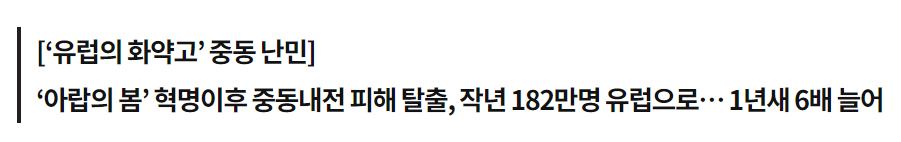 [‘유럽의 화약고’ 중동 난민]
‘아랍의 봄’ 혁명이후 중동내전 피해 탈출, 작년 182만명 유럽으로… 1년새 6배 늘어